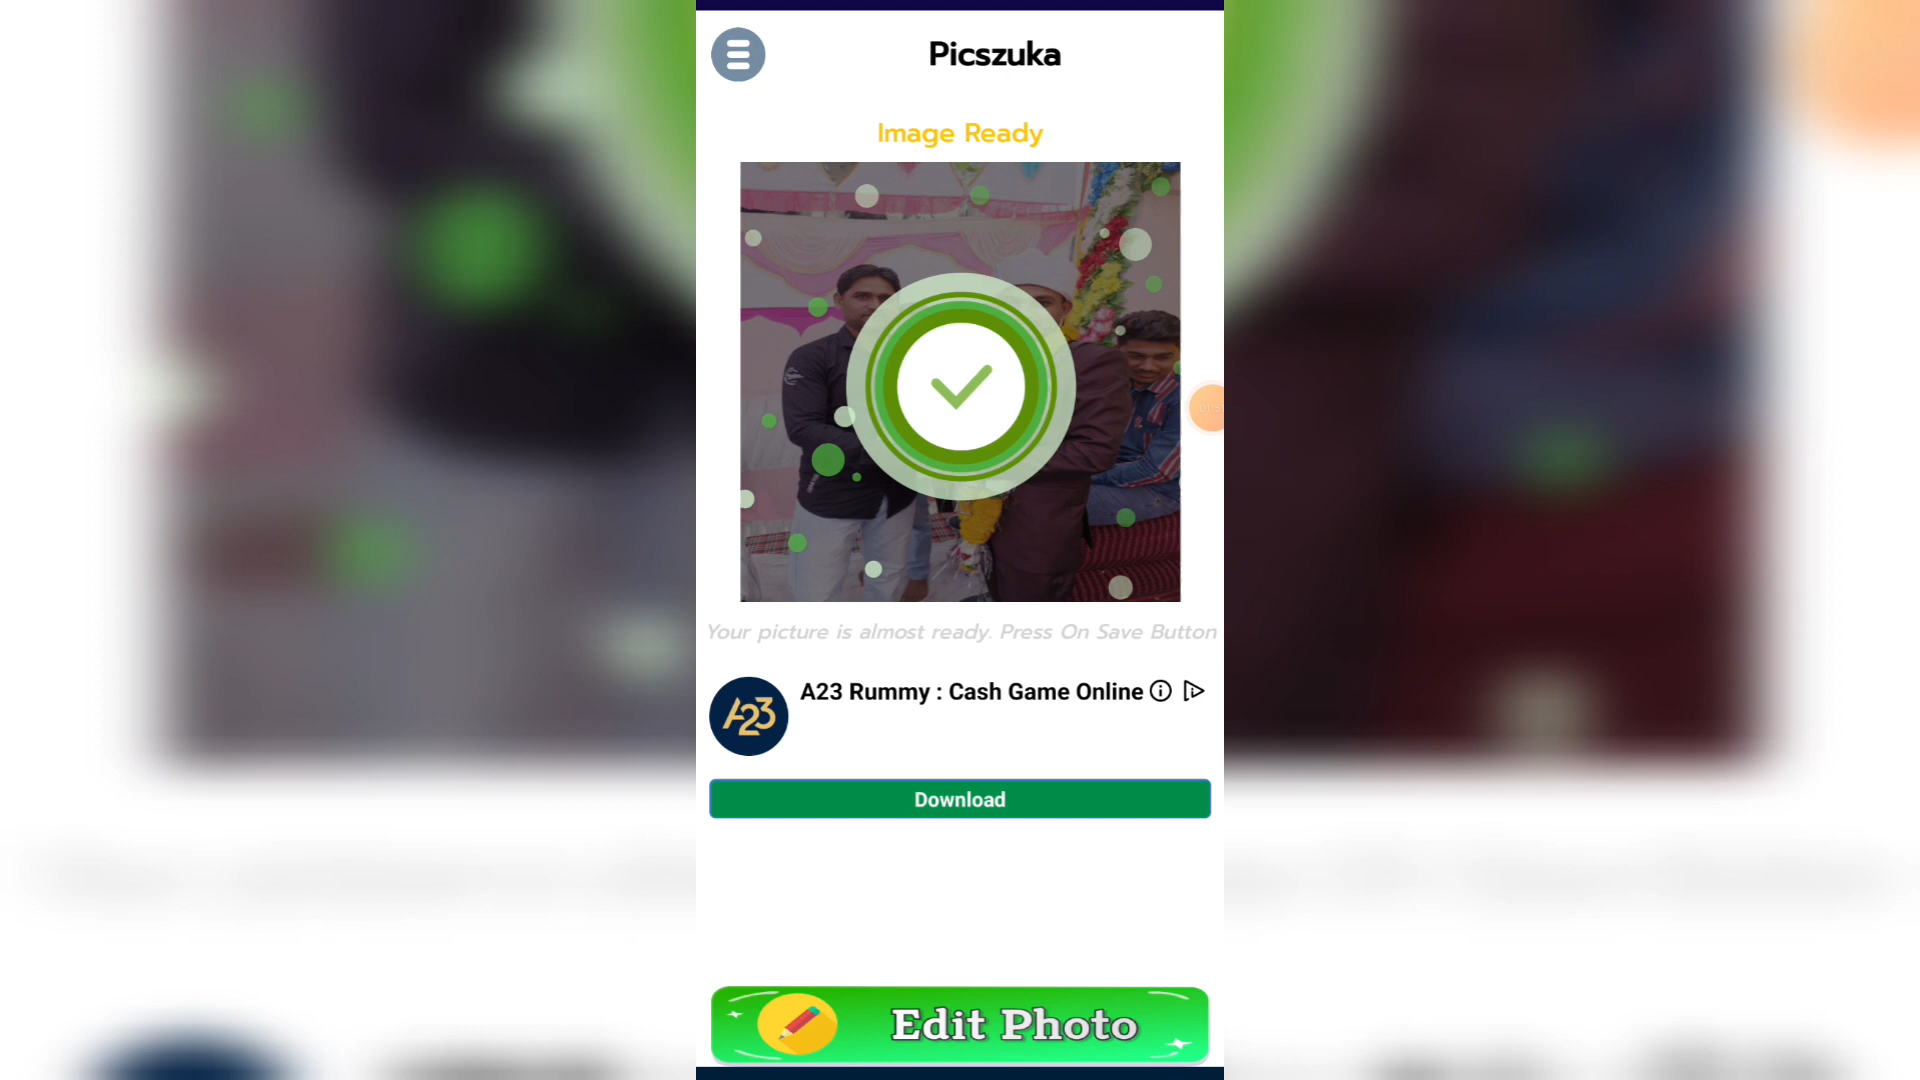 Picszuka
Image Ready
Your picture is almost ready. Press On Save Button
A23 Rummy : Cash Game Online
A23
Download
Edit Photo